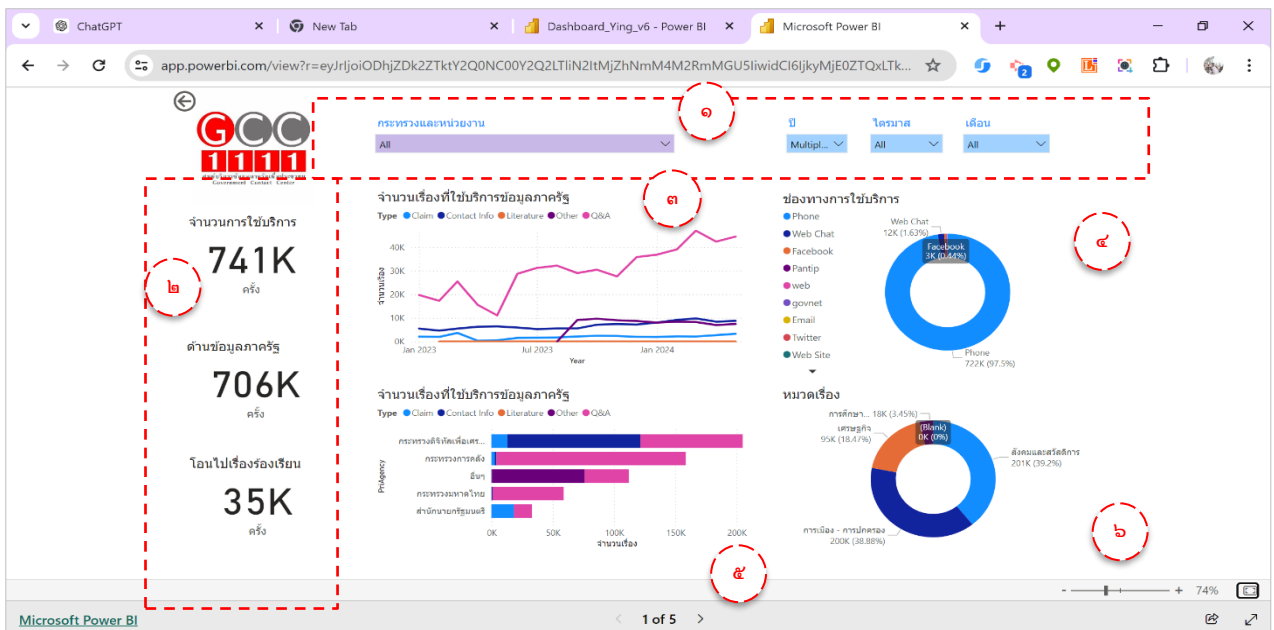 ChatGPT
New Tab
Dashboard_Ying_v6 - Power BI
Microsoft Power BI
app.powerbi.com/view?r=eyJrIjoiODhjZDk2ZTktY2Q0NC00Y2Q2LTliN2ItMjZhNmM4M2RmMGU5IiwidCI6IjkyMjE0ZTQxLTk...
2
GCC
1111
Government Contact Center
๑
กระทรวงและหน่วยงาน
All
ปี
Multipl...
ไตรมาส
All
เดือน
All
๒
จำนวนการใช้บริการ
741K
ครั้ง
ด้านข้อมูลภาครัฐ
706K
ครั้ง
โอนไปเรื่องร้องเรียน
35K
ครั้ง
๓
จำนวนเรื่องที่ใช้บริการข้อมูลภาครัฐ
Type Claim Contact Info Literature Other Q&A
จำนวนเรื่อง
40K
30K
20K
10K
0K
Jan 2023
Jul 2023
Jan 2024
Year
๔
ช่องทางการใช้บริการ
Phone
Web Chat
Facebook
Pantip
web
govnet
Email
Twitter
Web Site
Web Chat
12K (1.63%)
Facebook
3K (0.44%)
Phone
722K (97.5%)
จำนวนเรื่องที่ใช้บริการข้อมูลภาครัฐ
Type Claim Contact Info Literature Other Q&A
PriAgency
กระทรวงดิจิทัลเพื่อเศร...
กระทรวงการคลัง
อื่นๆ
กระทรวงมหาดไทย
สำนักนายกรัฐมนตรี
0K
50K
100K
150K
200K
จำนวนเรื่อง
๕
หมวดเรื่อง
การศึกษา... 18K (3.45%)
(Blank)
0K (0%)
เศรษฐกิจ
95K (18.47%)
สังคมและสวัสดิการ
201K (39.2%)
การเมือง - การปกครอง
200K (38.88%)
๖
- + 74%
Microsoft Power BI
1 of 5